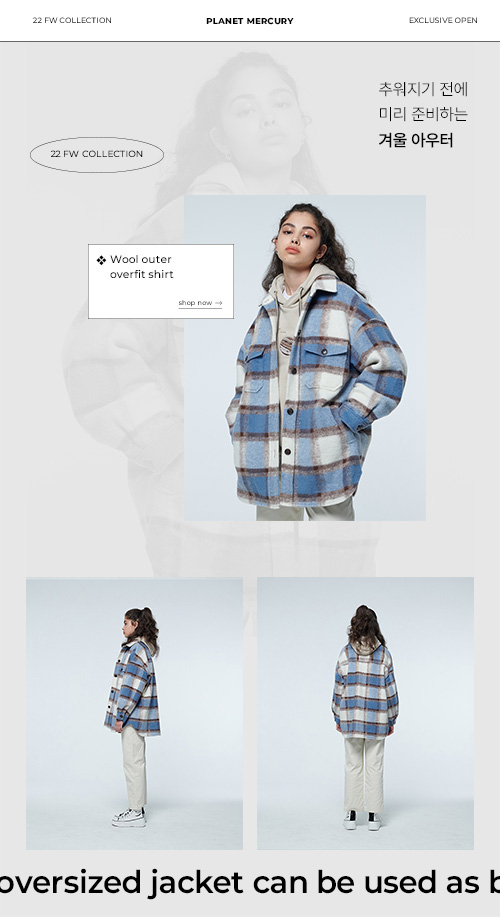 22 FW COLLECTION
PLANET MERCURY
EXCLUSIVE OPEN
추워지기 전에
미리 준비하는
겨울 아우터
22 FW COLLECTION
Wool outer
overfit shirt
shop now →
oversized jacket can be used as